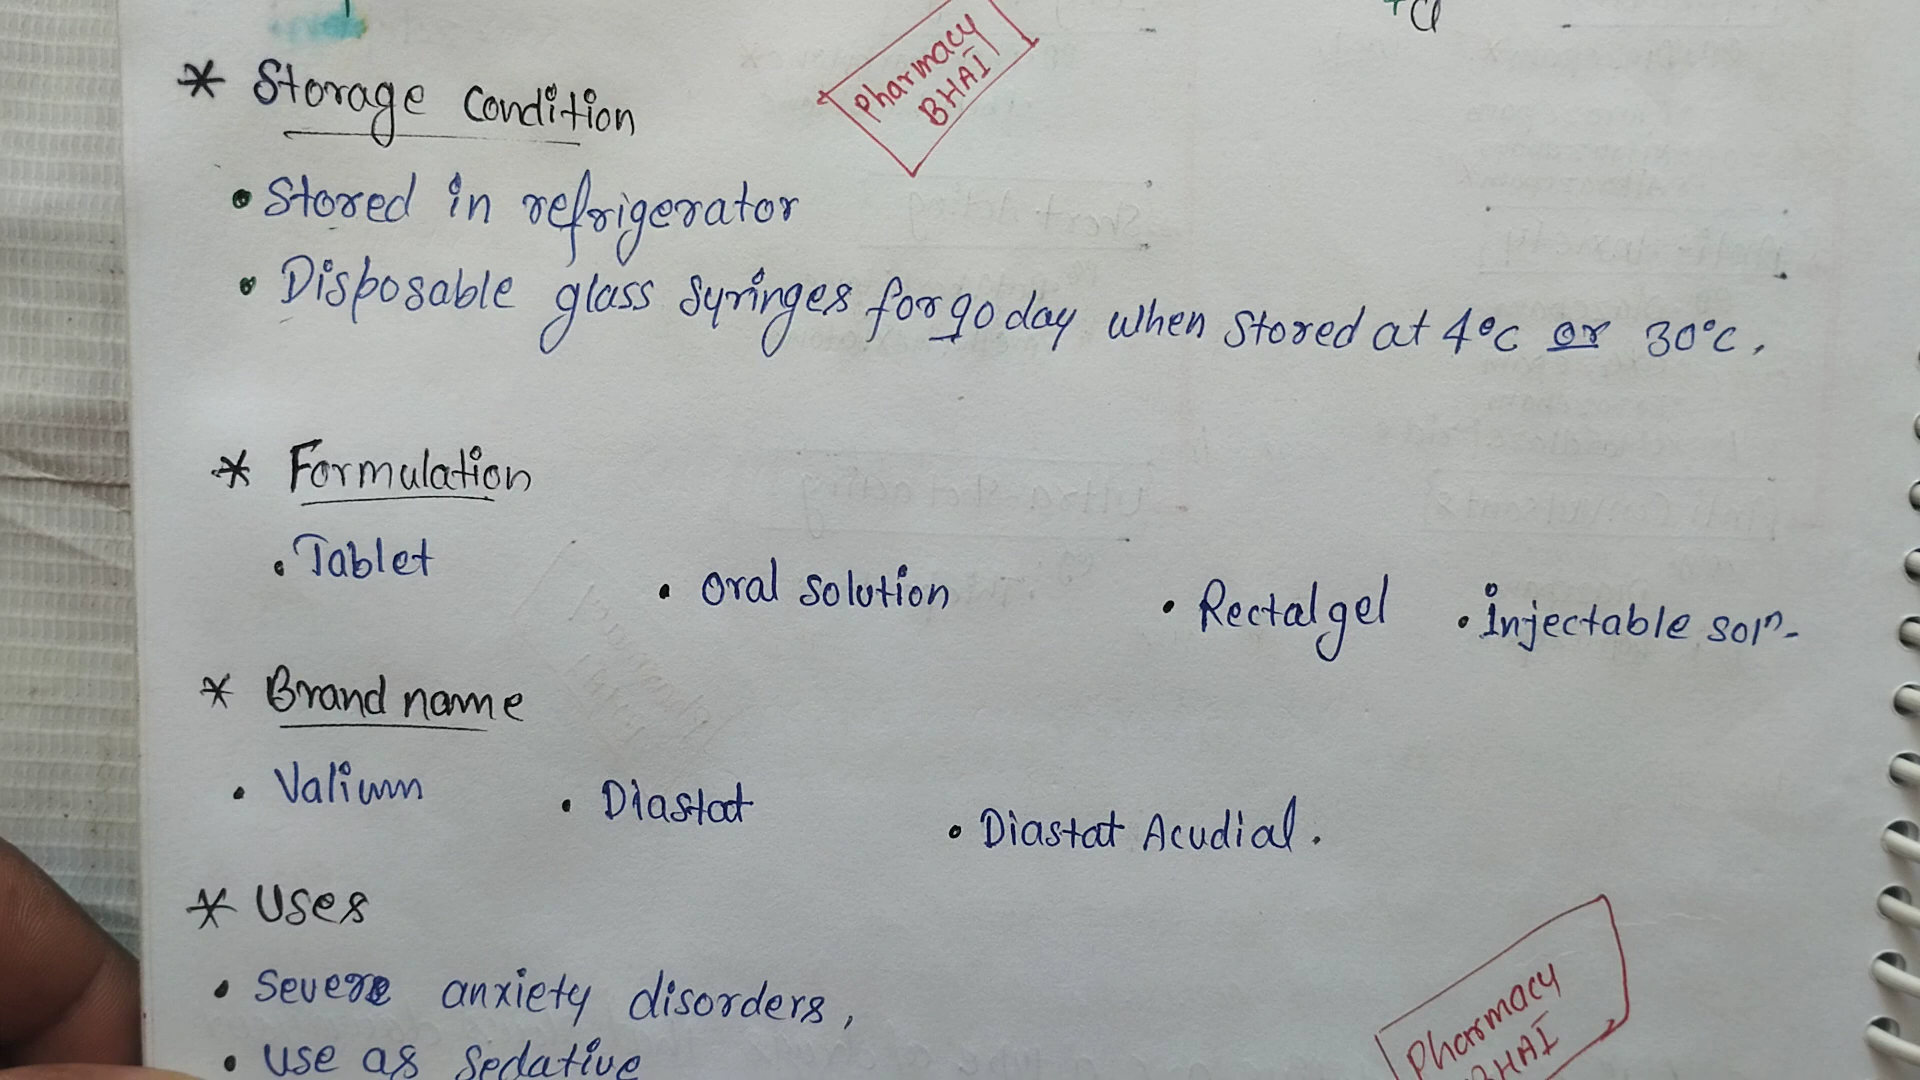 Cl
* Storage Condition
Pharmacy
BHAI
• Stored in refrigerator
• Disposable glass syringes for 90 day when stored at 4°C or 30°C.
* Formulation
• Tablet • Oral solution • Rectal gel • Injectable solⁿ-
* Brand name
• Valium • Diastat • Diastat Acudial.
* Uses
• Severe anxiety disorders,
• Use as Sedative
Pharmacy
BHAI